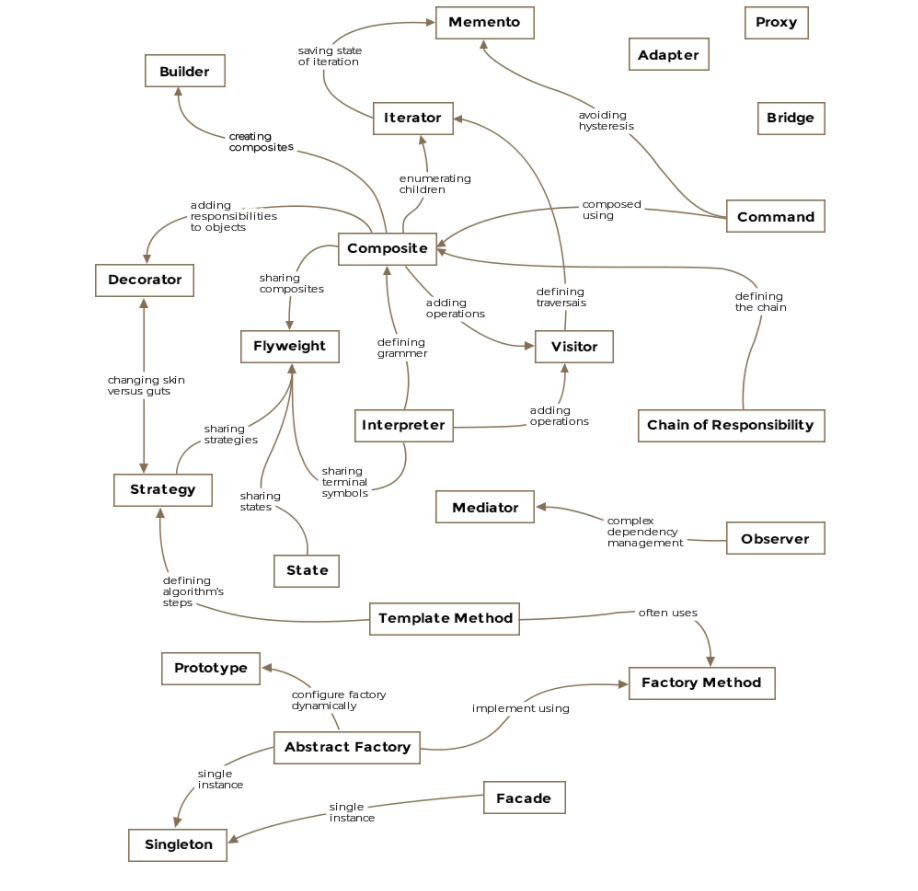 Memento
Proxy
Adapter
saving state
of iteration
Builder
Iterator
avoiding
hysteresis
Bridge
creating
composites
enumerating
children
adding
responsibilities
to objects
composed
using
Command
Composite
Decorator
sharing
composites
adding
operations
defining
traversais
defining
the chain
Flyweight
defining
grammer
Visitor
changing skin
versus guts
sharing
strategies
Interpreter
adding
operations
Chain of Responsibility
sharing
terminal
symbols
Strategy
sharing
states
Mediator
complex
dependency
management
Observer
State
defining
algorithm's
steps
Template Method
often uses
Prototype
configure factory
dynamically
Factory Method
implement using
Abstract Factory
single
instance
Facade
single
instance
Singleton